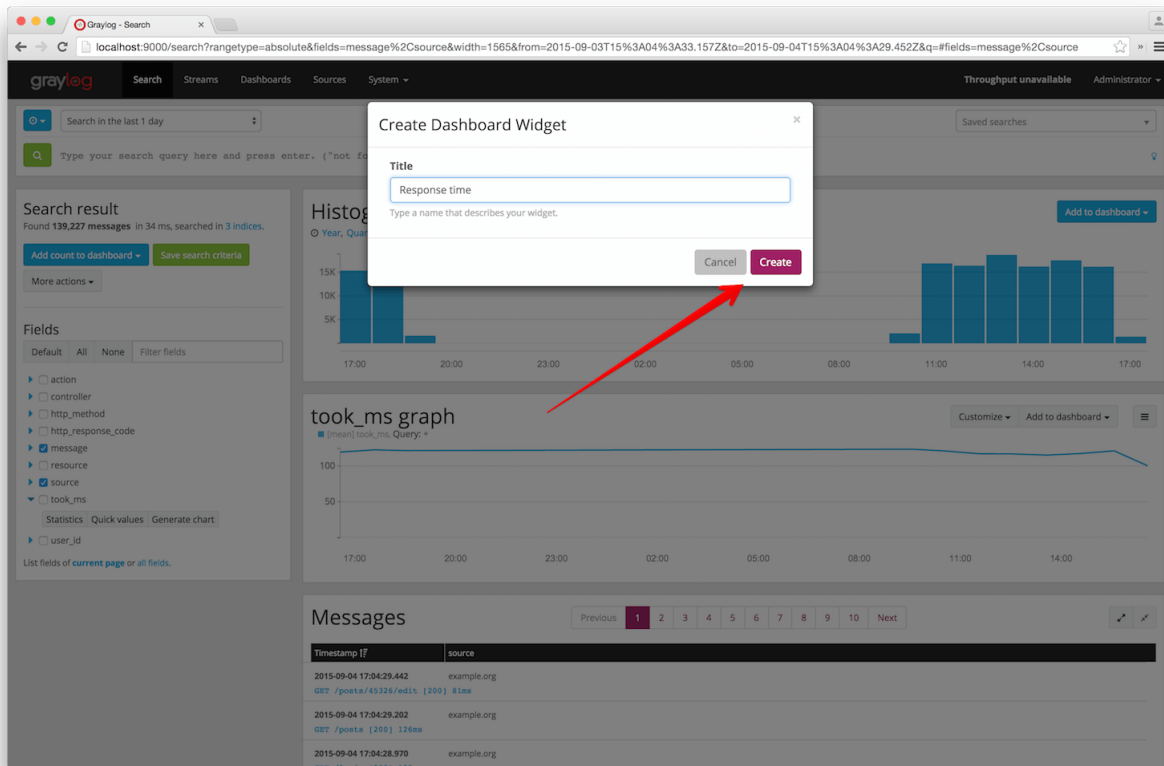 Graylog - Search
localhost:9000/search?rangetype=absolute&fields=message%2Csource&width=1565&from=2015-09-03T15%3A04%3A33.157Z&to=2015-09-04T15%3A04%3A29.452Z&q=#fields=message%2Csource
graylog Search Streams Dashboards Sources System Throughput unavailable Administrator
Search in the last 1 day Saved searches
Type your search query here and press enter. ("not fo
Create Dashboard Widget ×
Title
Response time
Type a name that describes your widget.
Cancel Create
Search result
Found 139,227 messages in 34 ms, searched in 3 indices.
Add count to dashboard Save search criteria
More actions
Fields
Default All None Filter fields
action
controller
http_method
http_response_code
message
resource
source
took_ms
Statistics Quick values Generate chart
user_id
List fields of current page or all fields.
Histog
Add to dashboard
Year, Quar
15K
10K
5K
17:00 20:00 23:00 02:00 05:00 08:00 11:00 14:00 17:00
took_ms graph
Customize Add to dashboard
[mean] took_ms, Query: *
100
50
17:00 20:00 23:00 02:00 05:00 08:00 11:00 14:00
Messages
Previous 1 2 3 4 5 6 7 8 9 10 Next
Timestamp source
2015-09-04 17:04:29.442 example.org
GET /posts/45326/edit [200] 81ms
2015-09-04 17:04:29.202 example.org
GET /posts [200] 126ms
2015-09-04 17:04:28.970 example.org